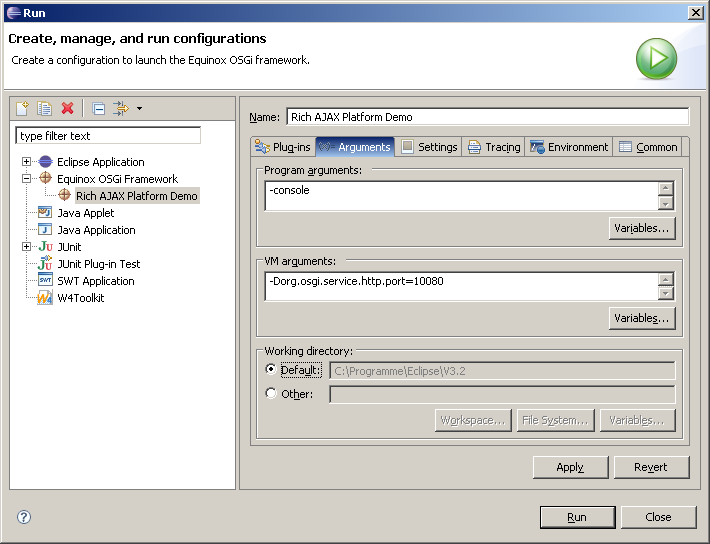 Run
Create, manage, and run configurations
Create a configuration to launch the Equinox OSGi framework.
type filter text
Eclipse Application
Equinox OSGi Framework
Rich AJAX Platform Demo
Java Applet
Java Application
JUnit
JUnit Plug-in Test
SWT Application
W4Toolkit
Name: Rich AJAX Platform Demo
Plug-ins Arguments Settings Tracing Environment Common
Program arguments:
-console
Variables...
VM arguments:
-Dorg.osgi.service.http.port=10080
Variables...
Working directory:
Default: C:\Programme\Eclipse\V3.2
Other:
Workspace... File System... Variables...
Apply Revert
Run Close